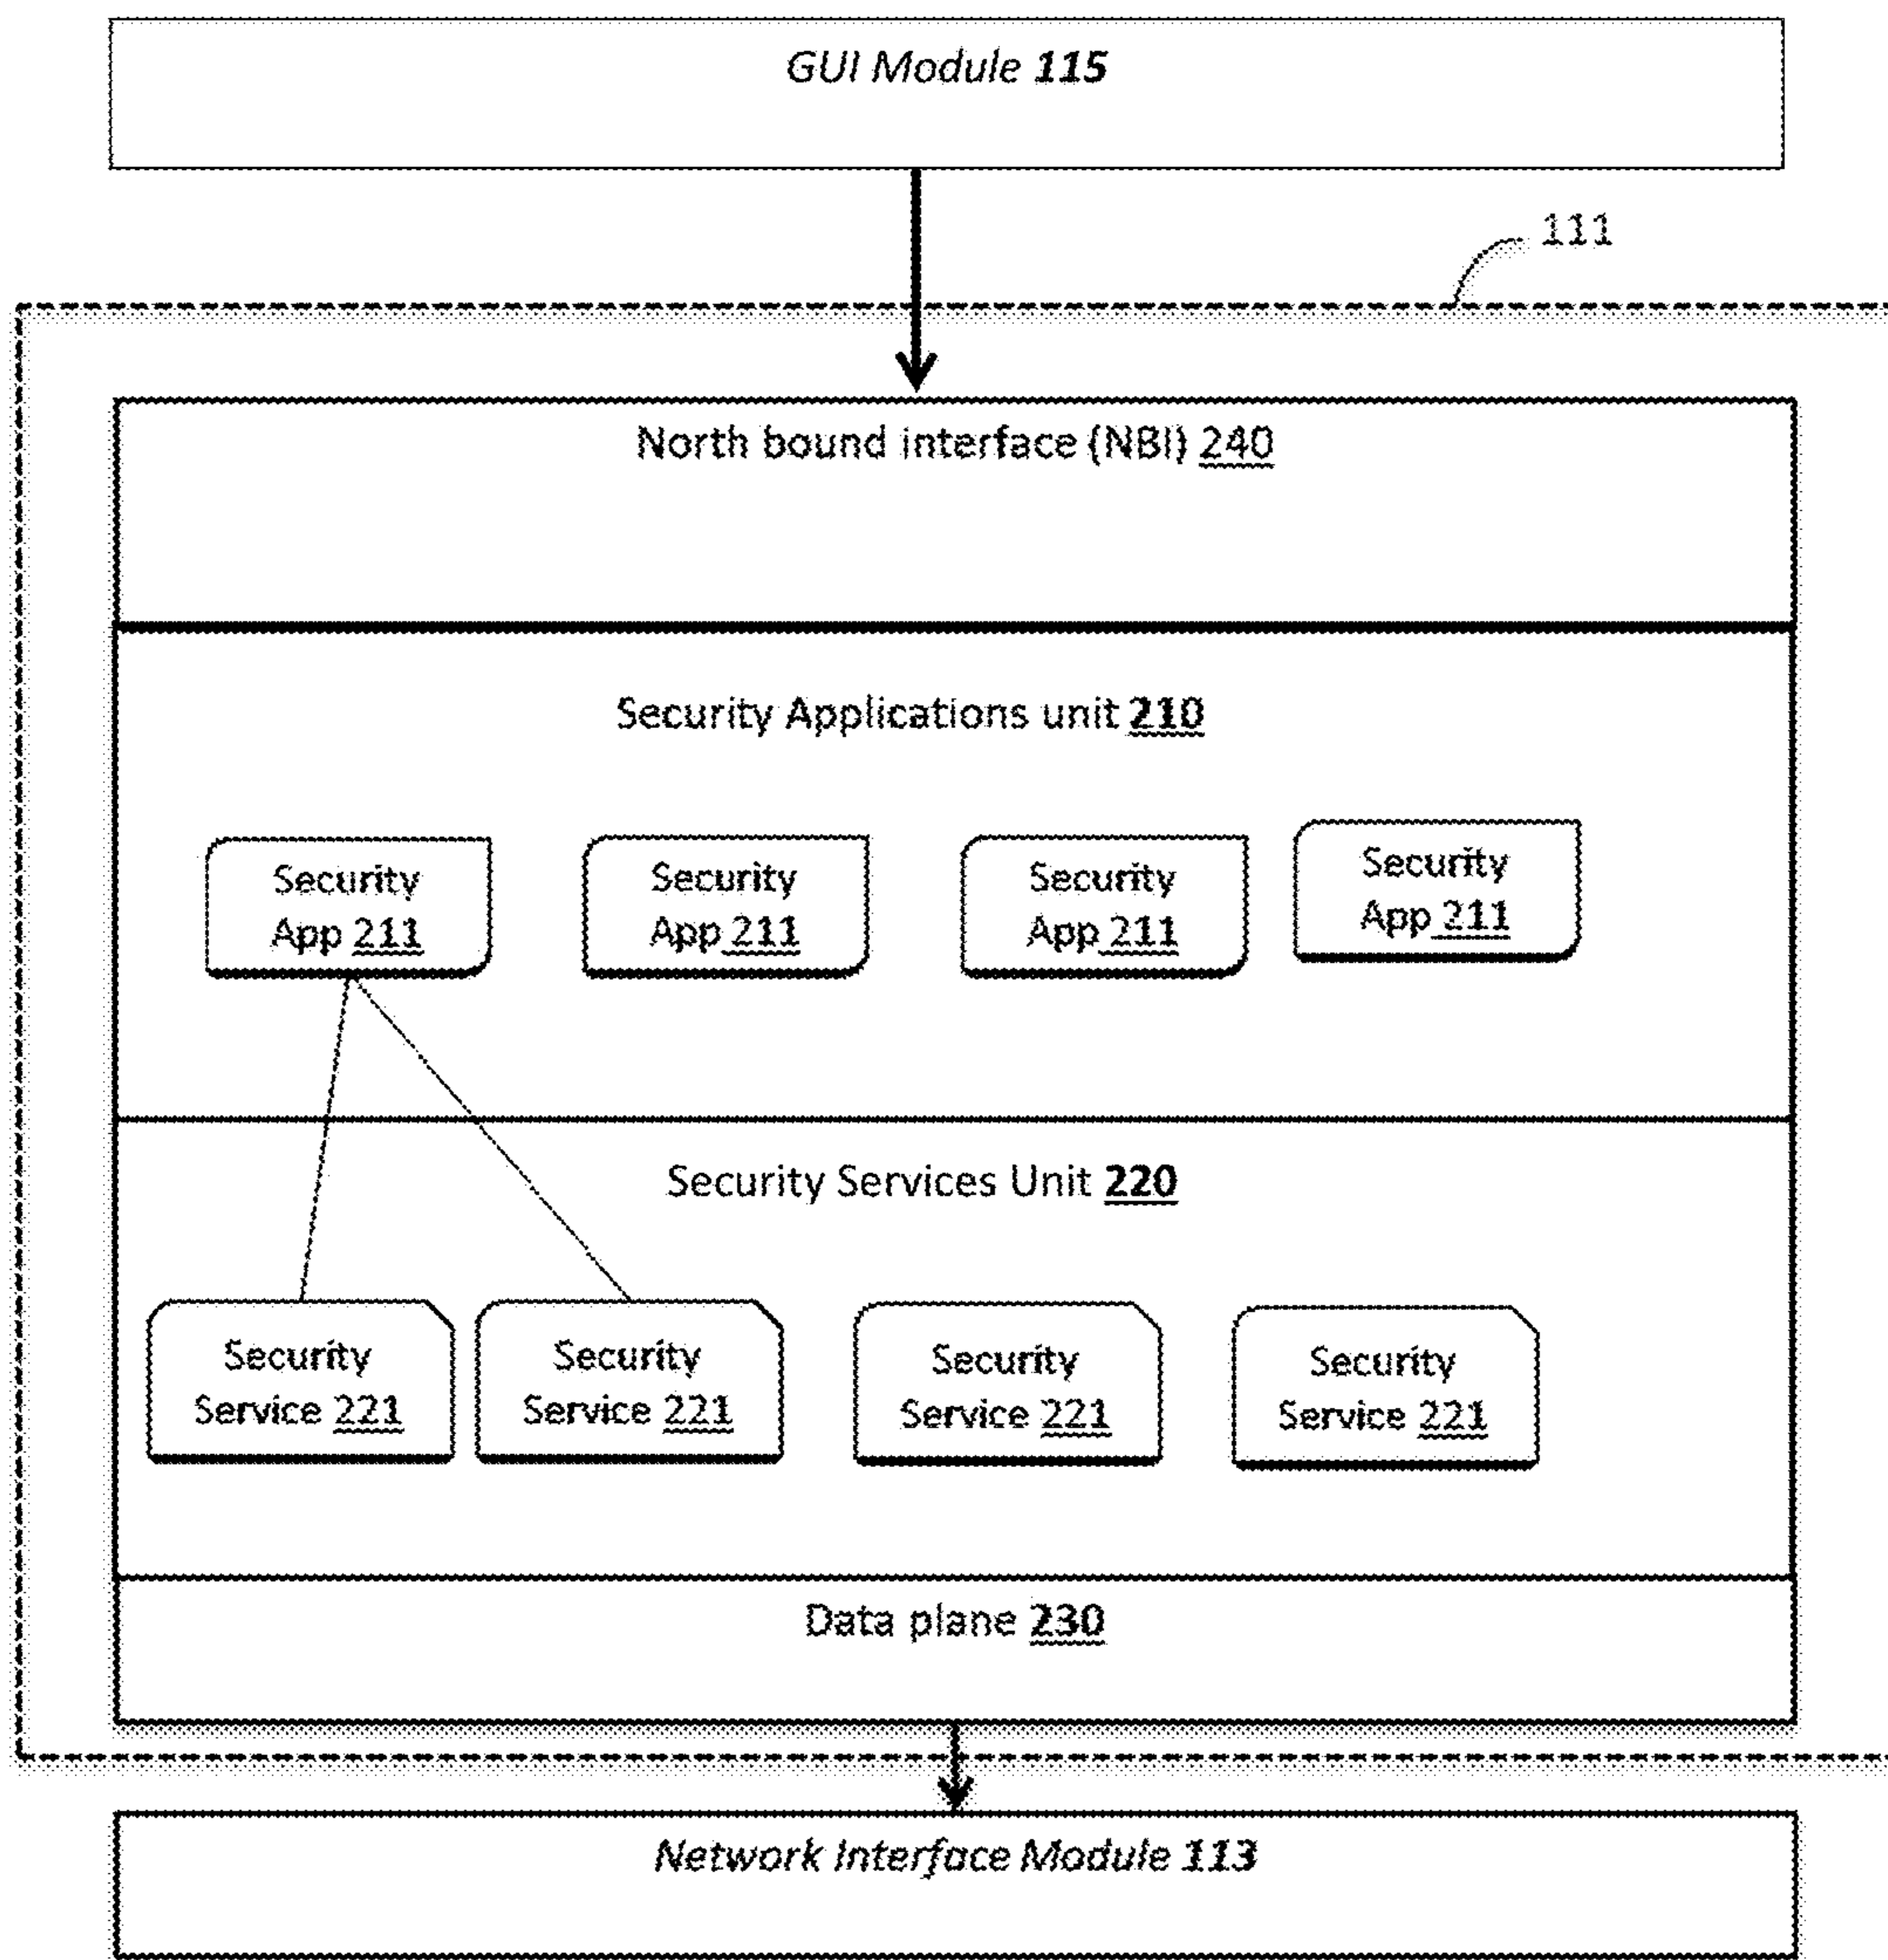 GUI Module 115
111
North bound interface (NBI) 240
Security Applications unit 210
Security
App 211
Security
App 211
Security
App 211
Security
App 211
Security Services Unit 220
Security
Service 221
Security
Service 221
Security
Service 221
Security
Service 221
Data plane 230
Network Interface Module 113